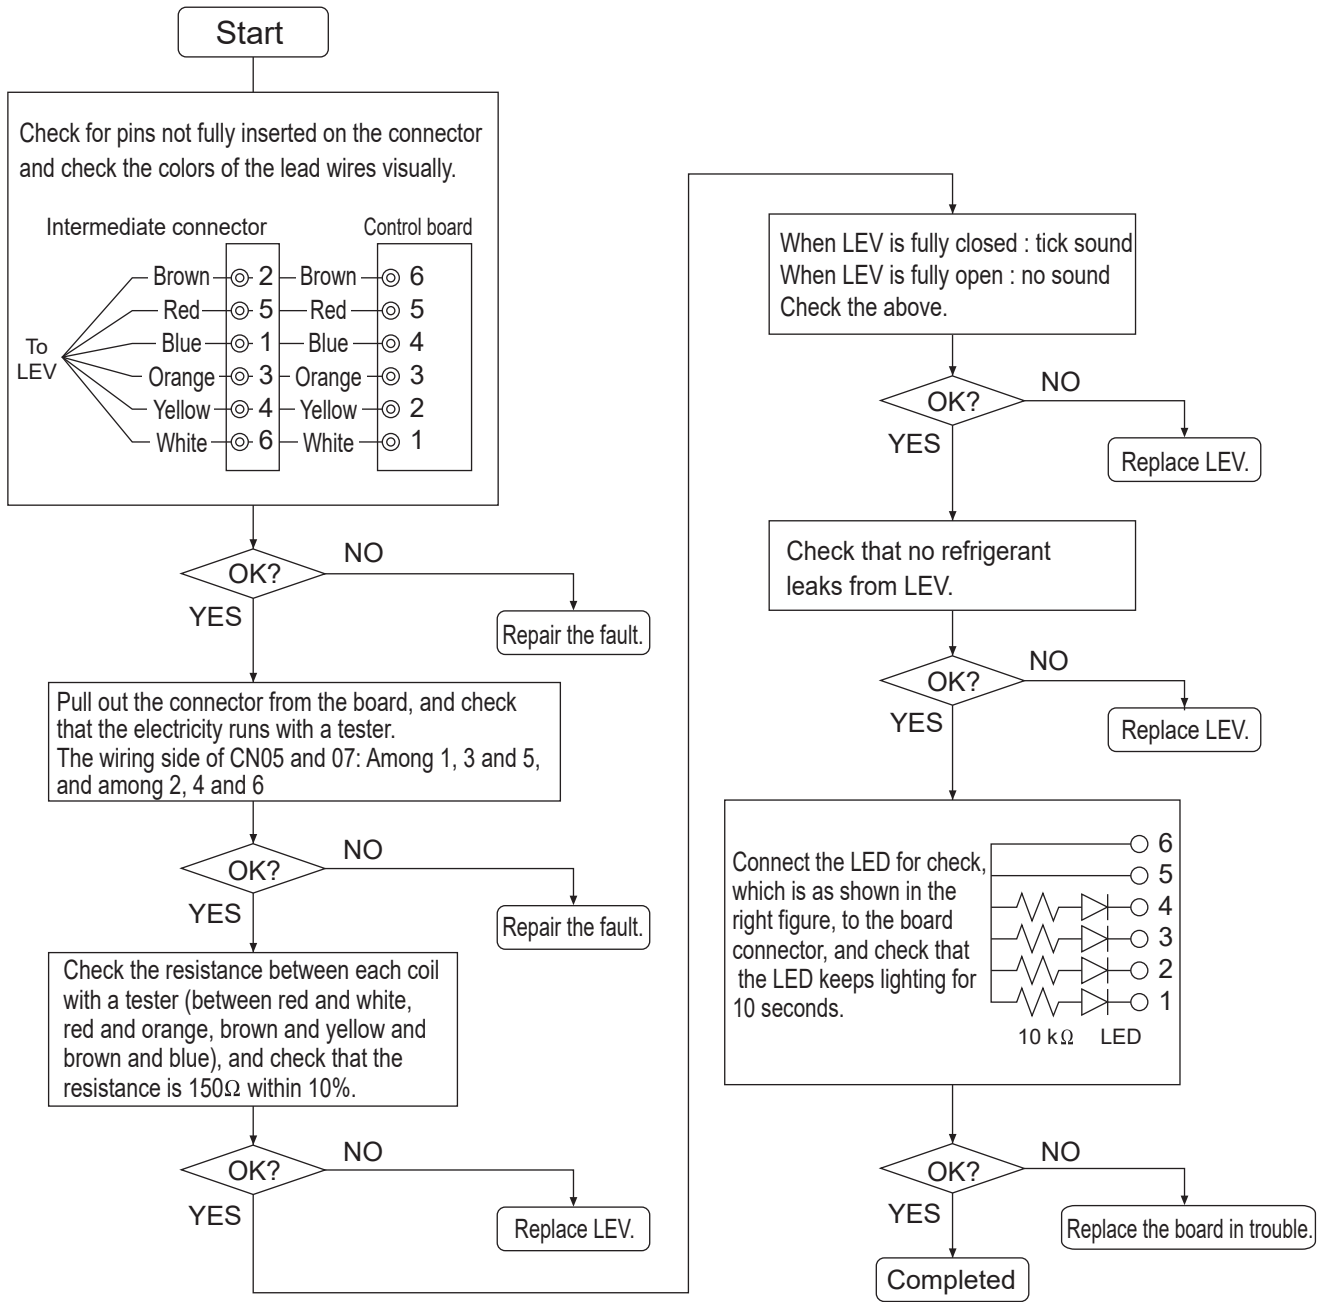 Start
Check for pins not fully inserted on the connector
and check the colors of the lead wires visually.
Intermediate connector
Control board
To
LEV
Brown 2 Brown 6
Red 5 Red 5
Blue 1 Blue 4
Orange 3 Orange 3
Yellow 4 Yellow 2
White 6 White 1
OK?
NO
YES
Repair the fault.
Pull out the connector from the board, and check
that the electricity runs with a tester.
The wiring side of CN05 and 07: Among 1, 3 and 5,
and among 2, 4 and 6
OK?
NO
YES
Repair the fault.
Check the resistance between each coil
with a tester (between red and white,
red and orange, brown and yellow and
brown and blue), and check that the
resistance is 150Ω within 10%.
OK?
NO
YES
Replace LEV.
When LEV is fully closed : tick sound
When LEV is fully open : no sound
Check the above.
OK?
NO
YES
Replace LEV.
Check that no refrigerant
leaks from LEV.
OK?
NO
YES
Replace LEV.
Connect the LED for check,
which is as shown in the
right figure, to the board
connector, and check that
the LED keeps lighting for
10 seconds.
6
5
4
3
2
1
10 kΩ LED
OK?
NO
YES
Replace the board in trouble.
Completed